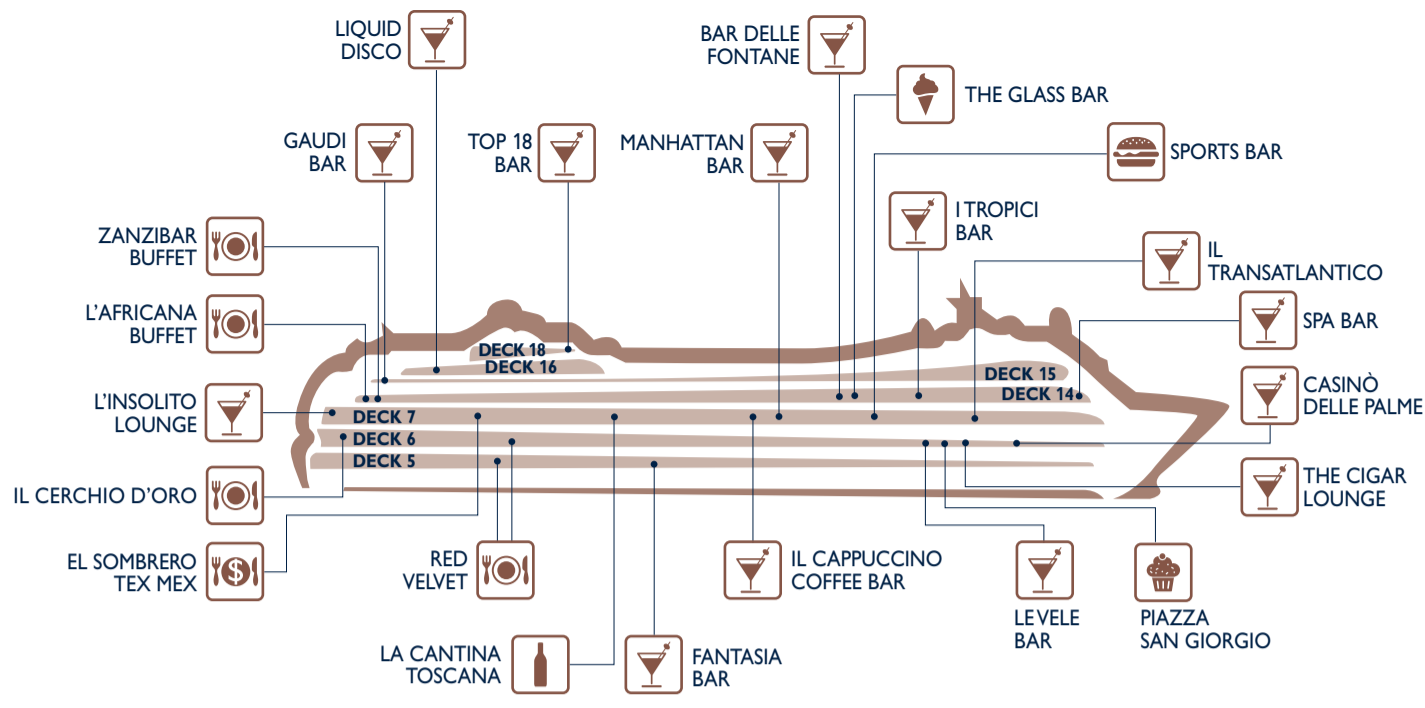 LIQUID
DISCO
BAR DELLE
FONTANE
THE GLASS BAR
GAUDI
BAR
TOP 18
BAR
MANHATTAN
BAR
SPORTS BAR
I TROPICI
BAR
ZANZIBAR
BUFFET
IL
TRANSATLANTICO
L'AFRICANA
BUFFET
SPA BAR
DECK 18
DECK 16
DECK 15
DECK 14
L'INSOLITO
LOUNGE
CASINÒ
DELLE PALME
DECK 7
DECK 6
DECK 5
IL CERCHIO D'ORO
THE CIGAR
LOUNGE
EL SOMBRERO
TEX MEX
$
RED
VELVET
IL CAPPUCCINO
COFFEE BAR
LE VELE
BAR
PIAZZA
SAN GIORGIO
LA CANTINA
TOSCANA
FANTASIA
BAR